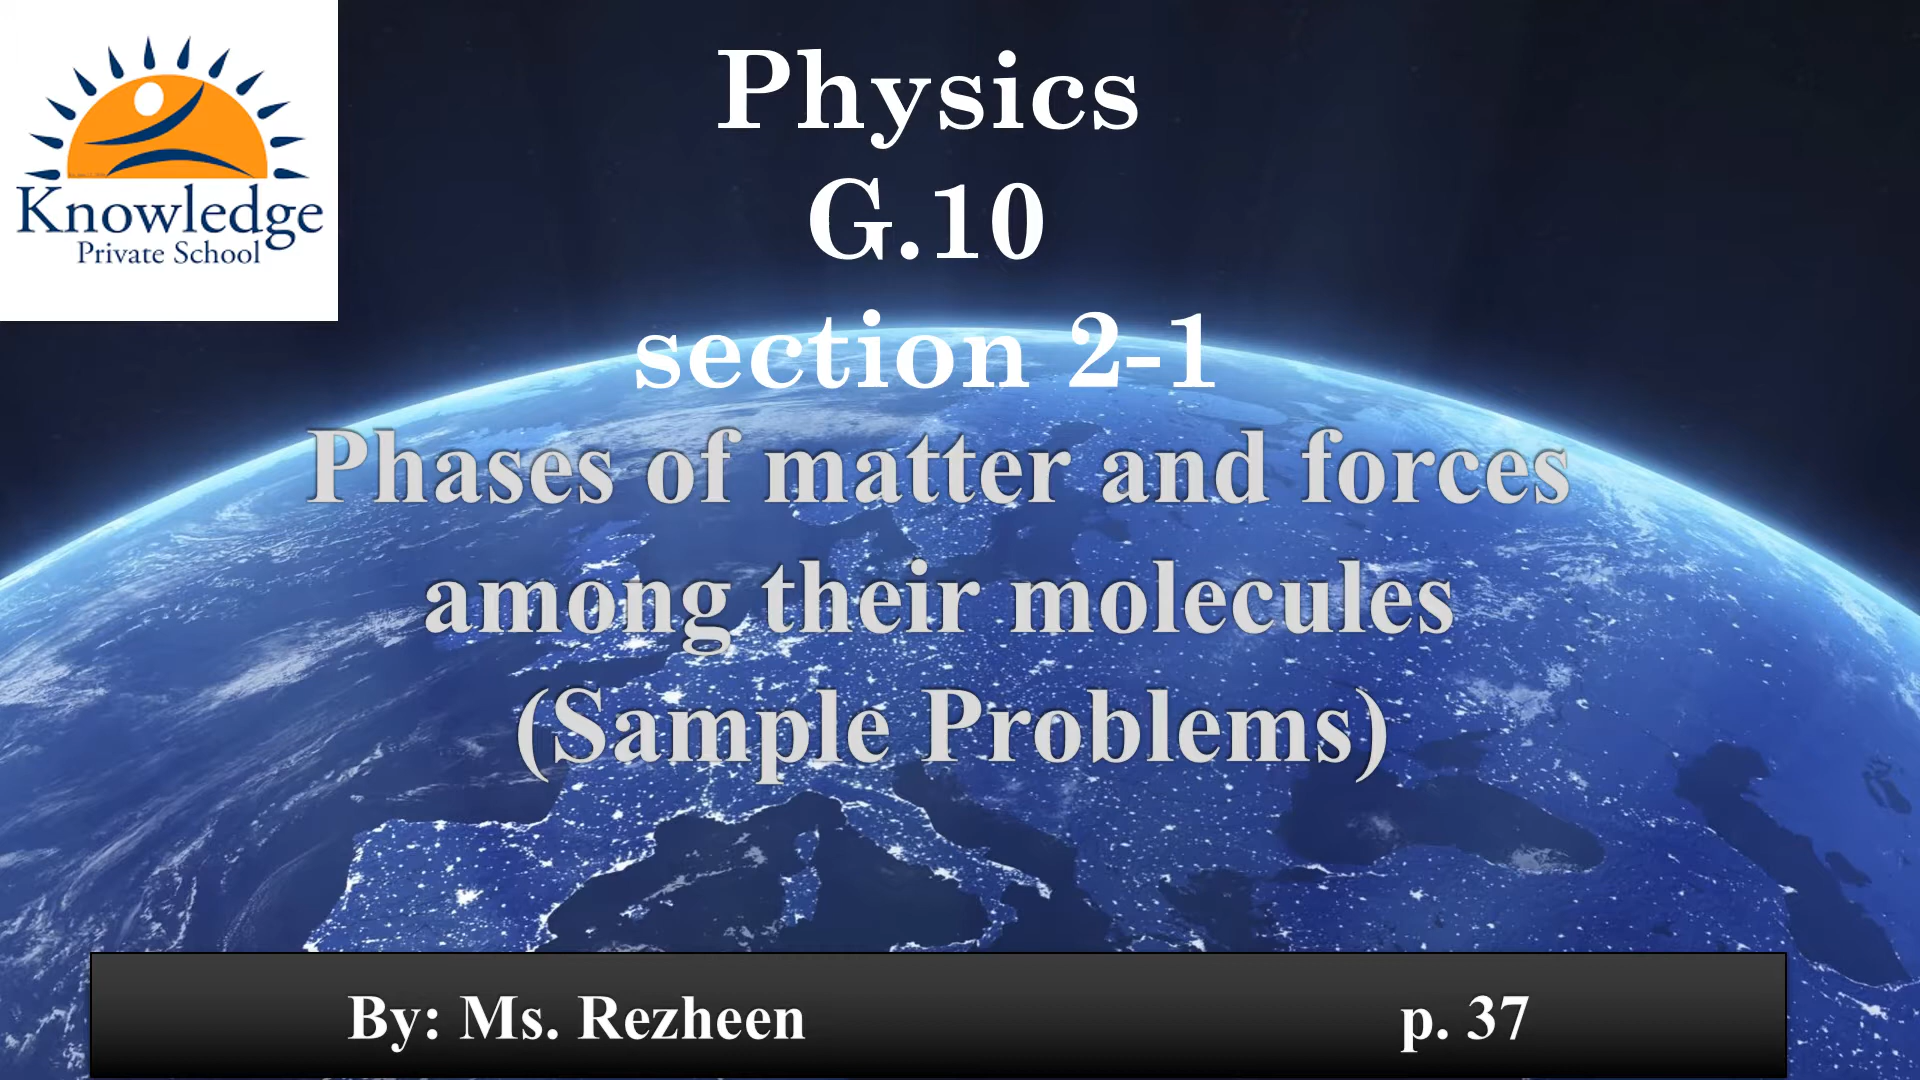 Knowledge
Private School
Physics
G.10
section 2-1
Phases of matter and forces
among their molecules
(Sample Problems)
By: Ms. Rezheen p. 37